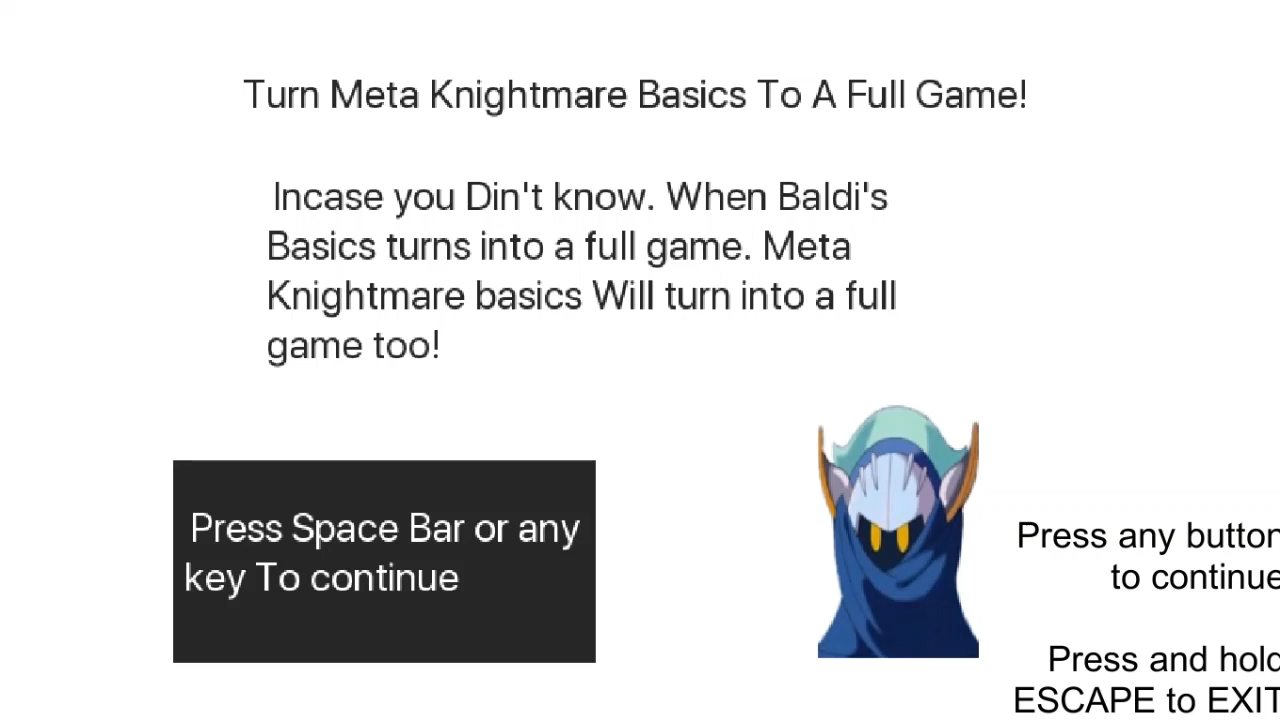 Turn Meta Knightmare Basics To A Full Game!
Incase you Din't know. When Baldi's
Basics turns into a full game. Meta
Knightmare basics Will turn into a full
game too!
Press Space Bar or any
key To continue
Press any button
to continue
Press and hold
ESCAPE to EXIT